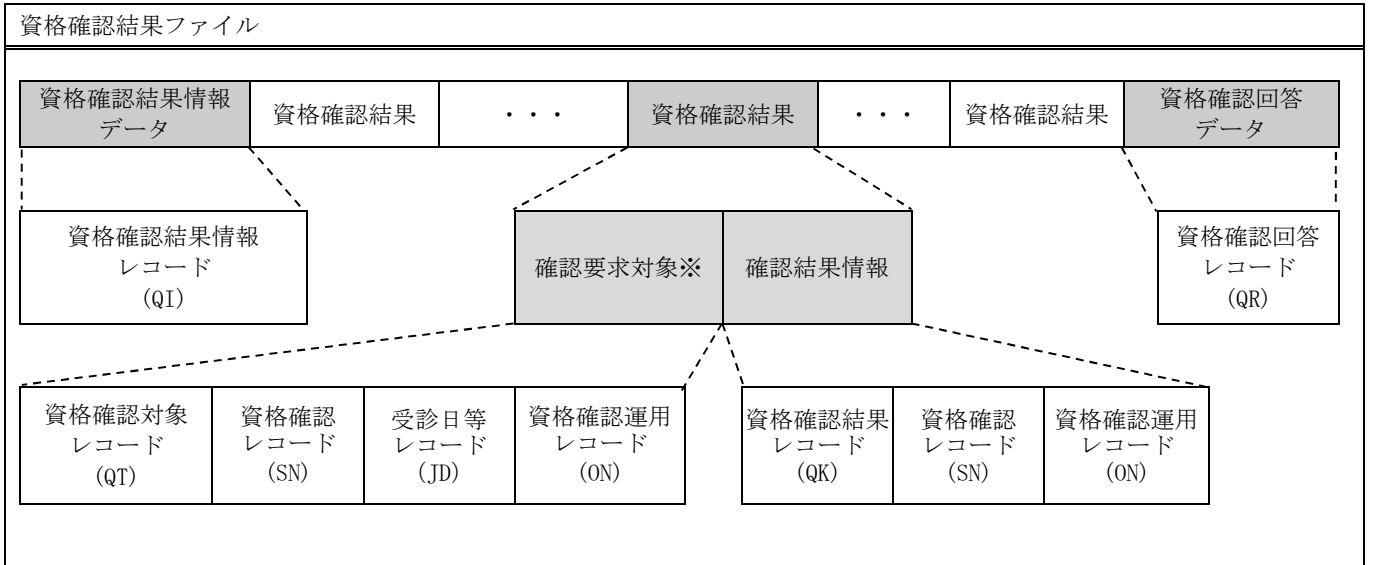 資格確認結果ファイル
資格確認結果情報
データ
資格確認結果
・・・
資格確認結果
・・・
資格確認結果
資格確認回答
データ
資格確認結果情報
レコード
(QI)
確認要求対象※
確認結果情報
資格確認回答
レコード
(QR)
資格確認対象
レコード
(QT)
資格確認
レコード
(SN)
受診日等
レコード
(JD)
資格確認運用
レコード
(ON)
資格確認結果
レコード
(QK)
資格確認
レコード
(SN)
資格確認運用
レコード
(ON)